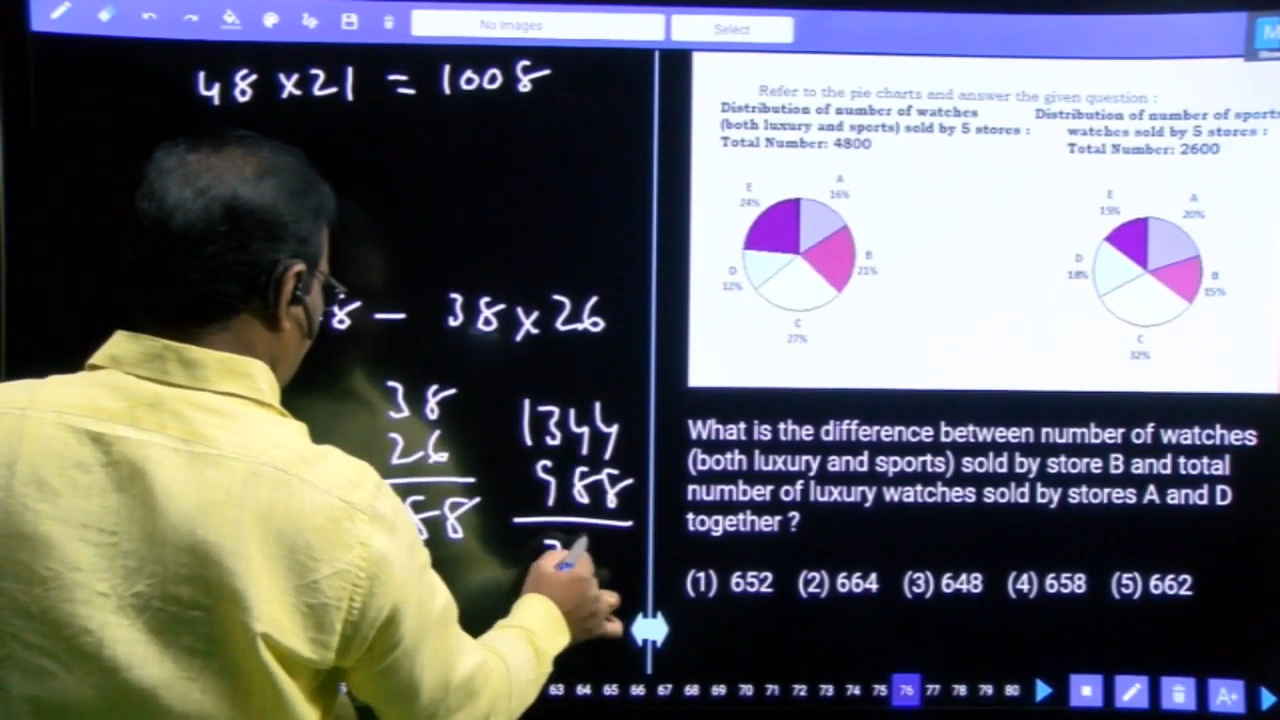 No Images
Select
48 × 21 = 1008
8 – 38 × 26
38
26
88
1344
988
Refer to the pie charts and answer the given question :
Distribution of number of watches
(both luxury and sports) sold by 5 stores :
Total Number: 4800
E
24%
A
16%
B
21%
D
12%
C
27%
Distribution of number of sports
watches sold by 5 stores :
Total Number: 2600
E
15%
A
20%
D
18%
B
15%
C
32%
What is the difference between number of watches
(both luxury and sports) sold by store B and total
number of luxury watches sold by stores A and D
together ?
(1) 652 (2) 664 (3) 648 (4) 658 (5) 662
63 64 65 66 67 68 69 70 71 72 73 74 75 76 77 78 79 80
A+